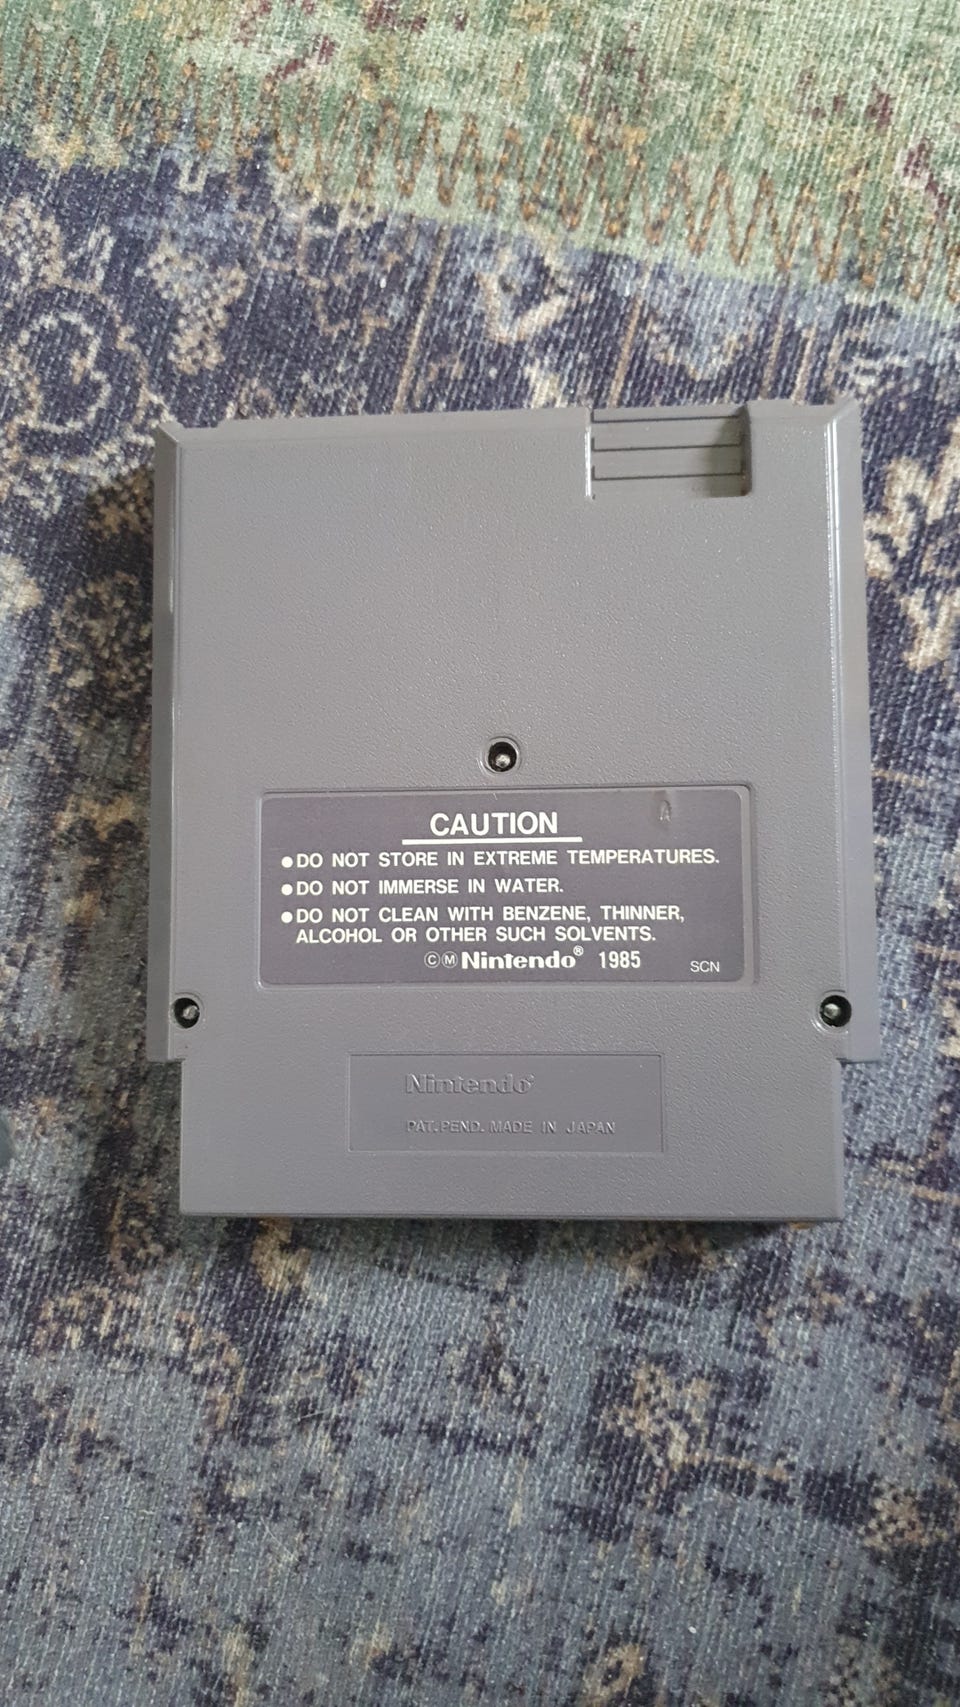 CAUTION
●DO NOT STORE IN EXTREME TEMPERATURES.
●DO NOT IMMERSE IN WATER.
●DO NOT CLEAN WITH BENZENE, THINNER,
ALCOHOL OR OTHER SUCH SOLVENTS.
ⒸⓂNintendo® 1985 SCN
Nintendo®
PAT.PEND. MADE IN JAPAN